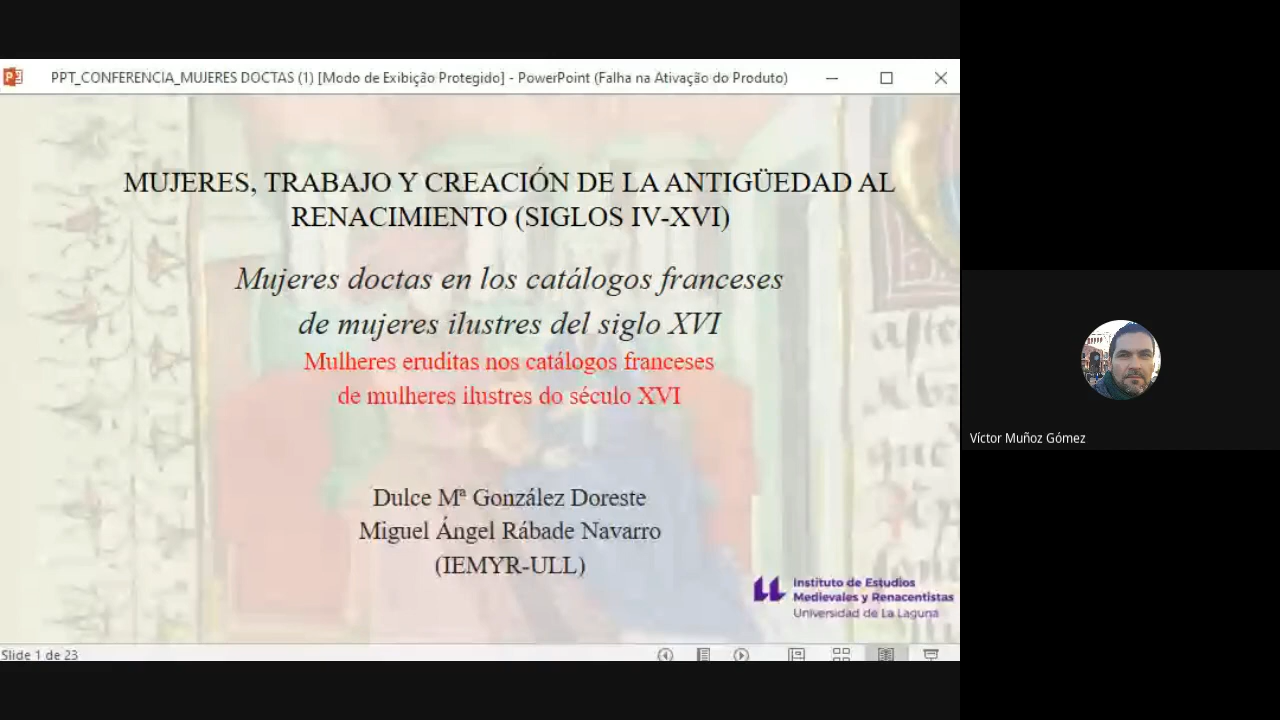 PPT_CONFERENCIA_MUJERES DOCTAS (1) [Modo de Exibição Protegido] - PowerPoint (Falha na Ativação do Produto)
MUJERES, TRABAJO Y CREACIÓN DE LA ANTIGÜEDAD AL
RENACIMIENTO (SIGLOS IV-XVI)
Mujeres doctas en los catálogos franceses
de mujeres ilustres del siglo XVI
Mulheres eruditas nos catálogos franceses
de mulheres ilustres do século XVI
Dulce Mª González Doreste
Miguel Ángel Rábade Navarro
(IEMYR-ULL)
Instituto de Estudios
Medievales y Renacentistas
Universidad de La Laguna
Slide 1 de 23
Víctor Muñoz Gómez